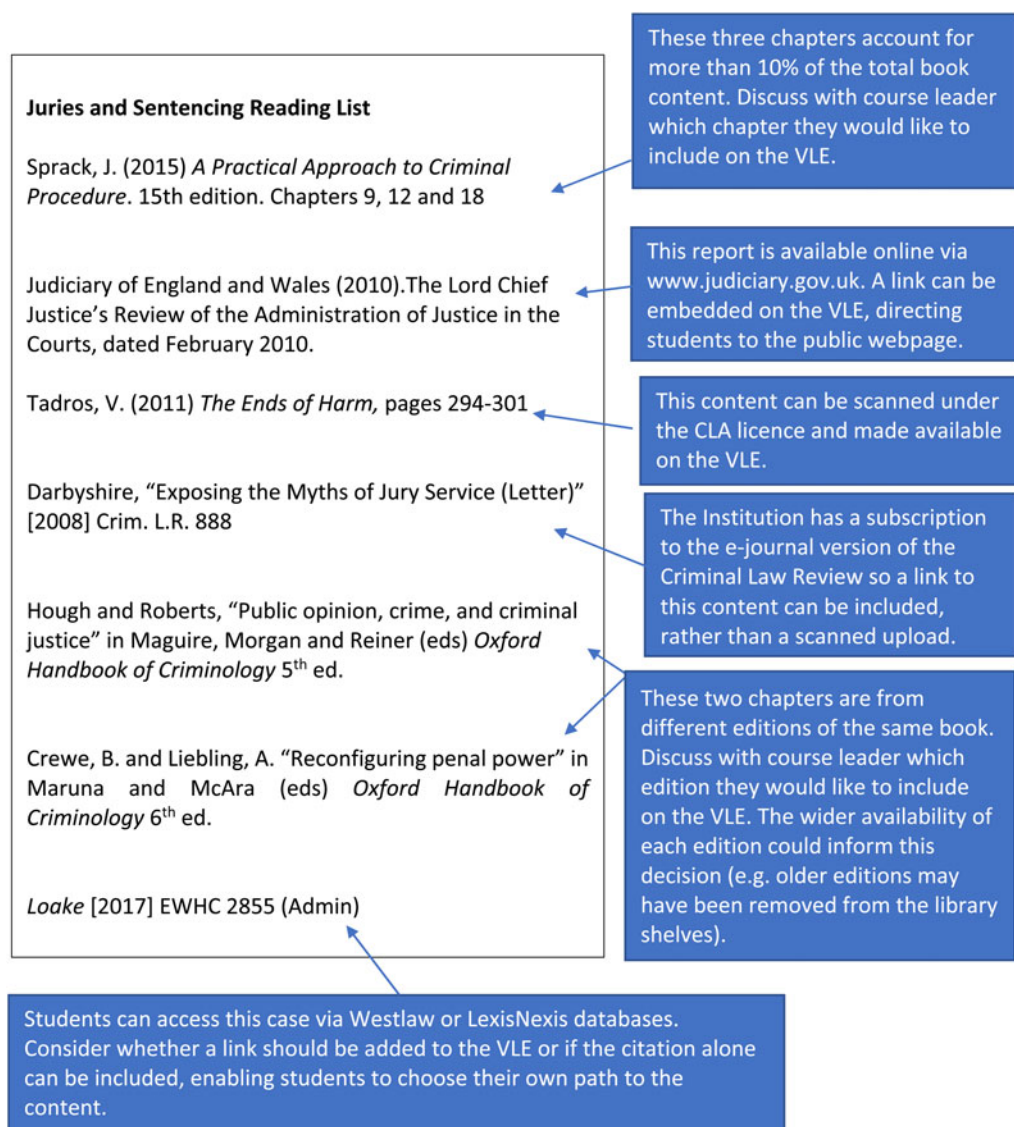 Juries and Sentencing Reading List
Sprack, J. (2015) A Practical Approach to Criminal
Procedure. 15th edition. Chapters 9, 12 and 18
Judiciary of England and Wales (2010).The Lord Chief
Justice’s Review of the Administration of Justice in the
Courts, dated February 2010.
Tadros, V. (2011) The Ends of Harm, pages 294-301
Darbyshire, “Exposing the Myths of Jury Service (Letter)”
[2008] Crim. L.R. 888
Hough and Roberts, “Public opinion, crime, and criminal
justice” in Maguire, Morgan and Reiner (eds) Oxford
Handbook of Criminology 5th ed.
Crewe, B. and Liebling, A. “Reconfiguring penal power” in
Maruna and McAra (eds) Oxford Handbook of
Criminology 6th ed.
Loake [2017] EWHC 2855 (Admin)
These three chapters account for
more than 10% of the total book
content. Discuss with course leader
which chapter they would like to
include on the VLE.
This report is available online via
www.judiciary.gov.uk. A link can be
embedded on the VLE, directing
students to the public webpage.
This content can be scanned under
the CLA licence and made available
on the VLE.
The Institution has a subscription
to the e-journal version of the
Criminal Law Review so a link to
this content can be included,
rather than a scanned upload.
These two chapters are from
different editions of the same book.
Discuss with course leader which
edition they would like to include
on the VLE. The wider availability of
each edition could inform this
decision (e.g. older editions may
have been removed from the library
shelves).
Students can access this case via Westlaw or LexisNexis databases.
Consider whether a link should be added to the VLE or if the citation alone
can be included, enabling students to choose their own path to the
content.